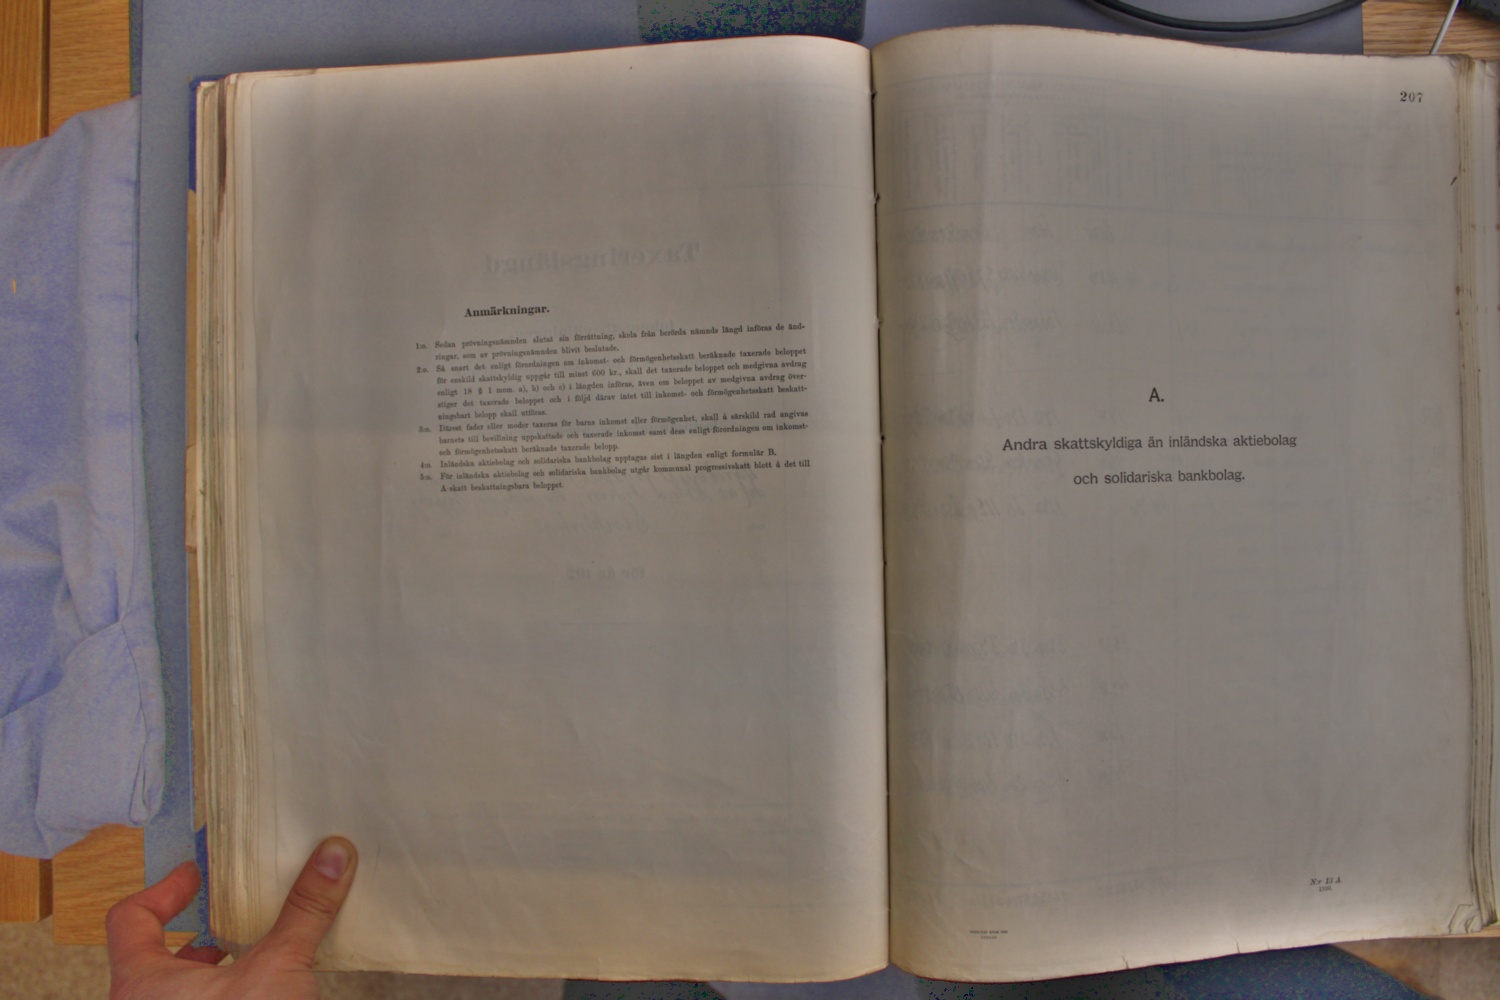 Anmärkningar.
1:o. Sedan prövningsnämnden slutat sin förrättning, skola från berörda nämnds längd införas de änd-
ringar, som av prövningsnämnden blivit beslutade.
2:o. Så snart det enligt förordningen om inkomst- och förmögenhetsskatt beräknade taxerade beloppet
för enskild skattskyldig uppgår till minst 600 kr., skall det taxerade beloppet och medgivna avdrag
enligt 18 § 1 mom. a), b) och c) i längden införas, även om beloppet av medgivna avdrag över-
stiger det taxerade beloppet och i följd därav intet till inkomst- och förmögenhetsskatt beskatt-
ningsbart belopp skall utföras.
3:o. Därest fader eller moder taxeras för barns inkomst eller förmögenhet, skall å särskild rad angivas
barnets till bevillning uppskattade och taxerade inkomst samt dess enligt förordningen om inkomst-
och förmögenhetsskatt beräknade taxerade belopp.
4:o. Inländska aktiebolag och solidariska bankbolag upptagas sist i längden enligt formulär B.
5:o. För inländska aktiebolag och solidariska bankbolag utgår kommunal progressivskatt blott å det till
A-skatt beskattningsbara beloppet.
207
A.
Andra skattskyldiga än inländska aktiebolag
och solidariska bankbolag.
N:r 13 A.